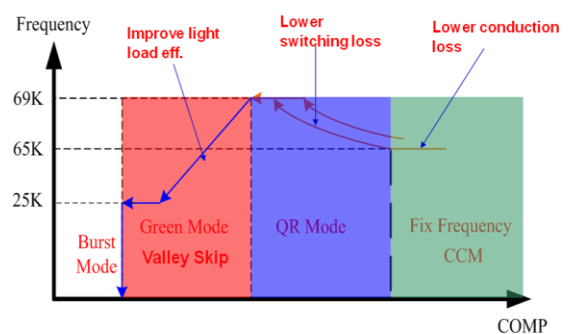 Frequency
Improve light
load eff.
Lower
switching loss
Lower conduction
loss
69K
65K
25K
Burst
Mode
Green Mode
Valley Skip
QR Mode
Fix Frequency
CCM
COMP